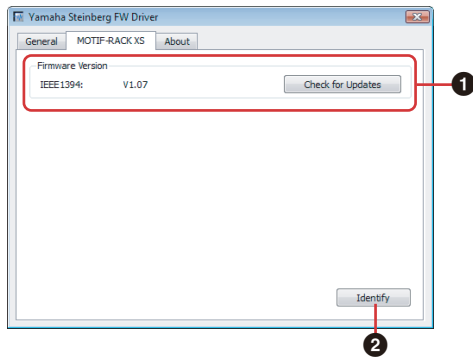 Yamaha Steinberg FW Driver
General MOTIF-RACK XS About
Firmware Version
IEEE1394: V1.07 Check for Updates
1
Identify
2